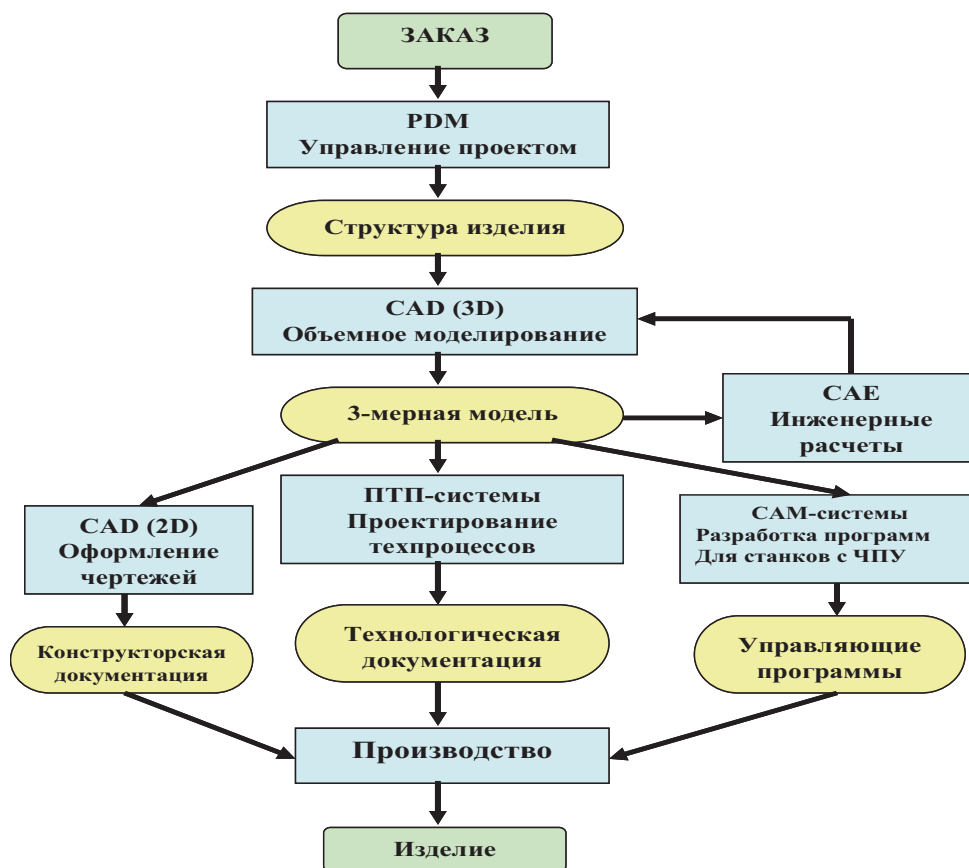 ЗАКАЗ
PDM
Управление проектом
Структура изделия
CAD (3D)
Объемное моделирование
3-мерная модель
CAE
Инженерные
расчеты
CAD (2D)
Оформление
чертежей
ПТП-системы
Проектирование
техпроцессов
САМ-системы
Разработка программ
Для станков с ЧПУ
Конструкторская
документация
Технологическая
документация
Управляющие
программы
Производство
Изделие